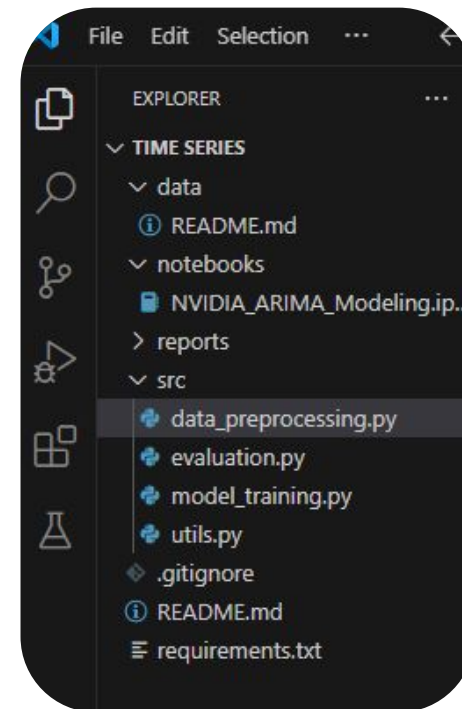 File Edit Selection ...
EXPLORER ...
TIME SERIES
data
README.md
notebooks
NVIDIA_ARIMA_Modeling.ip...
reports
src
data_preprocessing.py
evaluation.py
model_training.py
utils.py
.gitignore
README.md
requirements.txt